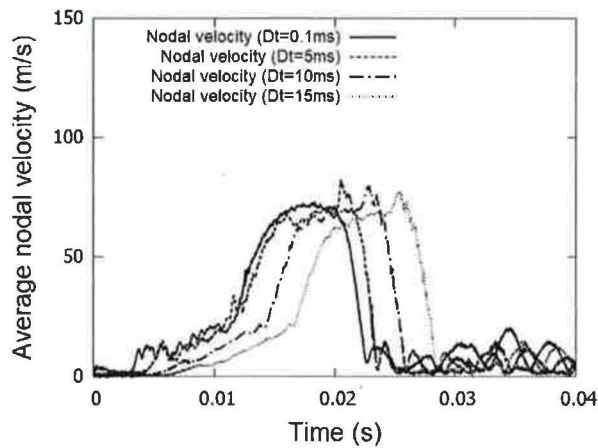 150
100
50
0
Average nodal velocity (m/s)
Nodal velocity (Dt=0.1ms)
Nodal velocity (Dt=5ms)
Nodal velocity (Dt=10ms)
Nodal velocity (Dt=15ms)
0 0.01 0.02 0.03 0.04
Time (s)